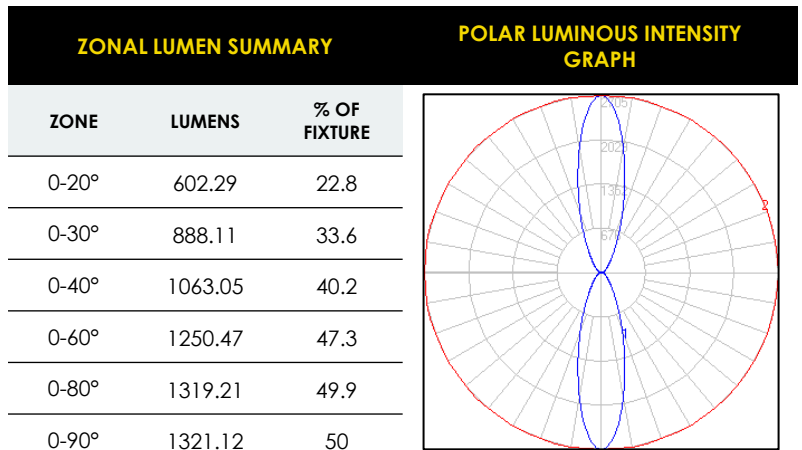 ZONAL LUMEN SUMMARY
POLAR LUMINOUS INTENSITY
GRAPH
ZONE LUMENS % OF
FIXTURE
0-20° 602.29 22.8
0-30° 888.11 33.6
0-40° 1063.05 40.2
0-60° 1250.47 47.3
0-80° 1319.21 49.9
0-90° 1321.12 50
1352
2
1